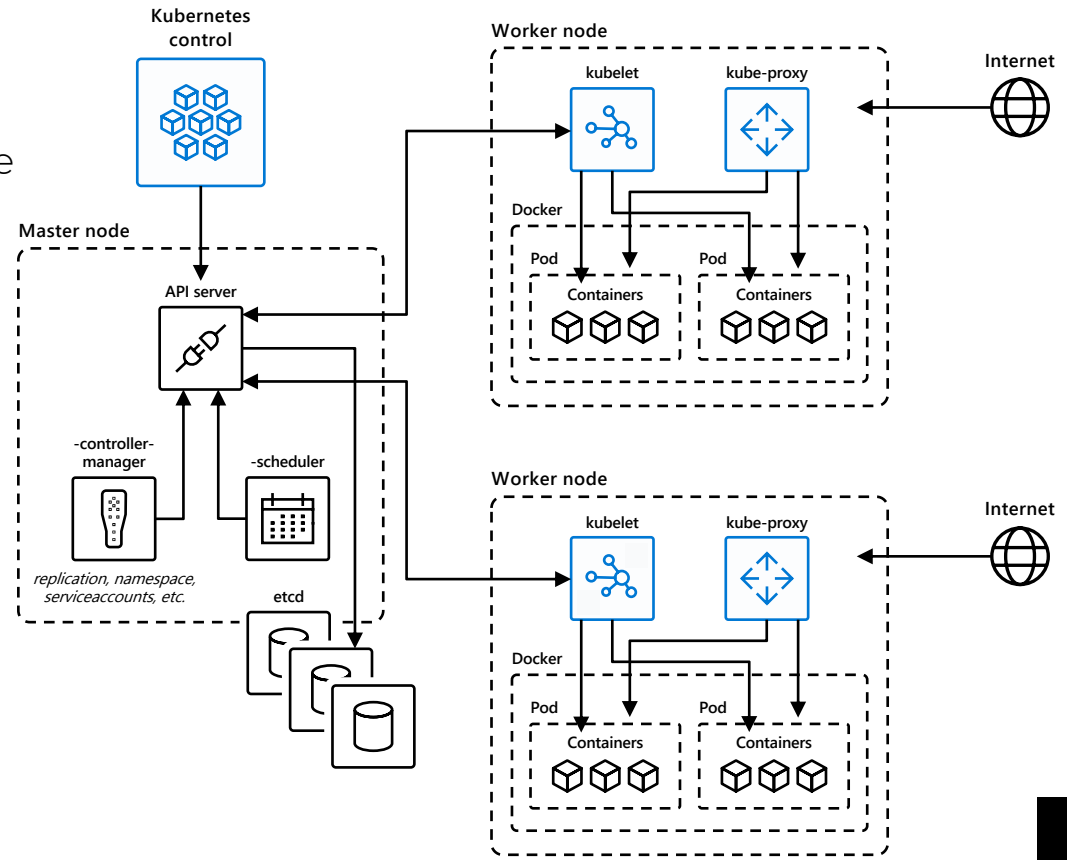 Kubernetes
control
e
Master node
API server
-controller-
manager
-scheduler
replication, namespace,
serviceaccounts, etc.
etcd
Worker node
kubelet
kube-proxy
Internet
Docker
Pod
Pod
Containers
Containers
Worker node
kubelet
kube-proxy
Internet
Docker
Pod
Pod
Containers
Containers